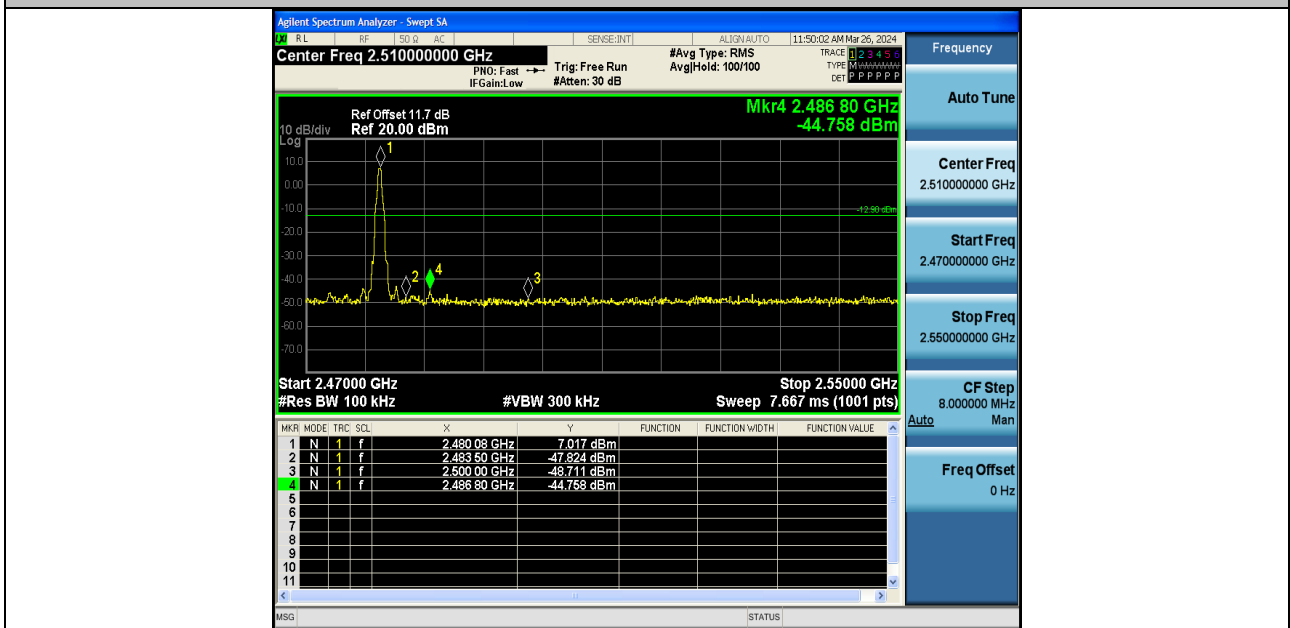 Agilent Spectrum Analyzer - Swept SA
LXI RL RF 50 Ω AC SENSE:INT ALIGN AUTO 11:50:02 AM Mar 26, 2024
Center Freq 2.510000000 GHz
PNO: Fast
IFGain:Low
Trig: Free Run
#Atten: 30 dB
#Avg Type: RMS
Avg|Hold: 100/100
TRACE 1 2 3 4 5 6
TYPE M
DET P P P P P P
Mkr4 2.486 80 GHz
-44.758 dBm
Ref Offset 11.7 dB
10 dB/div Ref 20.00 dBm
Log
10.0
0.00
-10.0
-20.0
-30.0
-40.0
-50.0
-60.0
-70.0
1
2
4
3
-12.90 dBm
Start 2.47000 GHz Stop 2.55000 GHz
#Res BW 100 kHz #VBW 300 kHz Sweep 7.667 ms (1001 pts)
MKR MODE TRC SCL X Y FUNCTION FUNCTION WIDTH FUNCTION VALUE
1 N 1 f 2.480 08 GHz 7.017 dBm
2 N 1 f 2.483 50 GHz -47.824 dBm
3 N 1 f 2.500 00 GHz -48.711 dBm
4 N 1 f 2.486 80 GHz -44.758 dBm
5
6
7
8
9
10
11
MSG STATUS
Frequency
Auto Tune
Center Freq
2.510000000 GHz
Start Freq
2.470000000 GHz
Stop Freq
2.550000000 GHz
CF Step
8.000000 MHz
Auto Man
Freq Offset
0 Hz